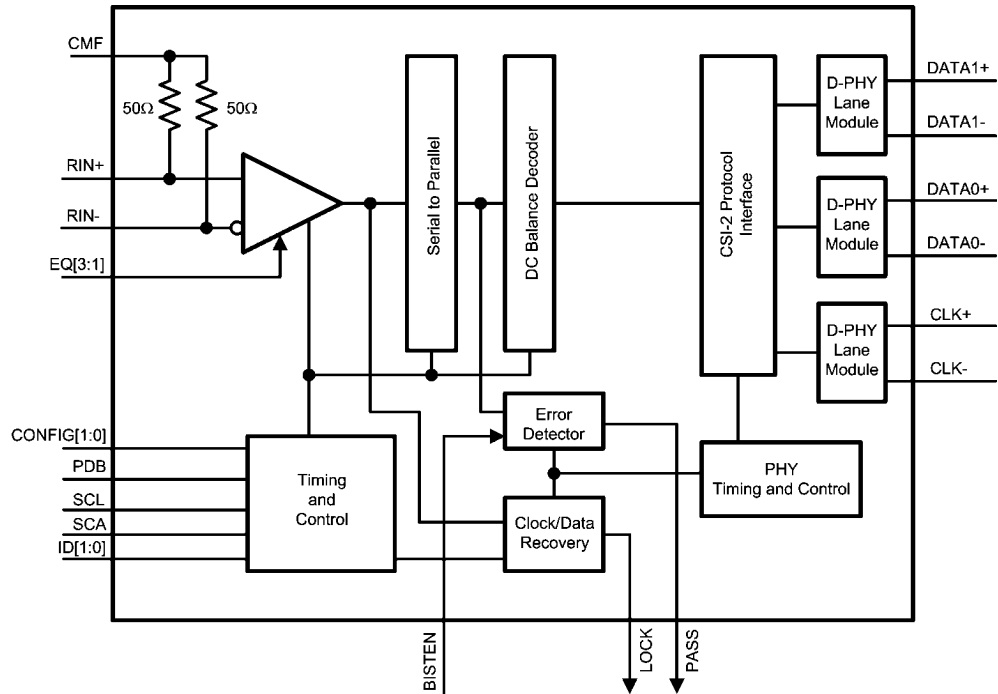 CMF
50Ω
50Ω
RIN+
RIN-
EQ[3:1]
Serial to Parallel
DC Balance Decoder
CSI-2 Protocol
Interface
D-PHY
Lane
Module
DATA1+
DATA1-
D-PHY
Lane
Module
DATA0+
DATA0-
D-PHY
Lane
Module
CLK+
CLK-
CONFIG[1:0]
PDB
SCL
SCA
ID[1:0]
Timing
and
Control
Error
Detector
Clock/Data
Recovery
PHY
Timing and Control
BISTEN
LOCK
PASS